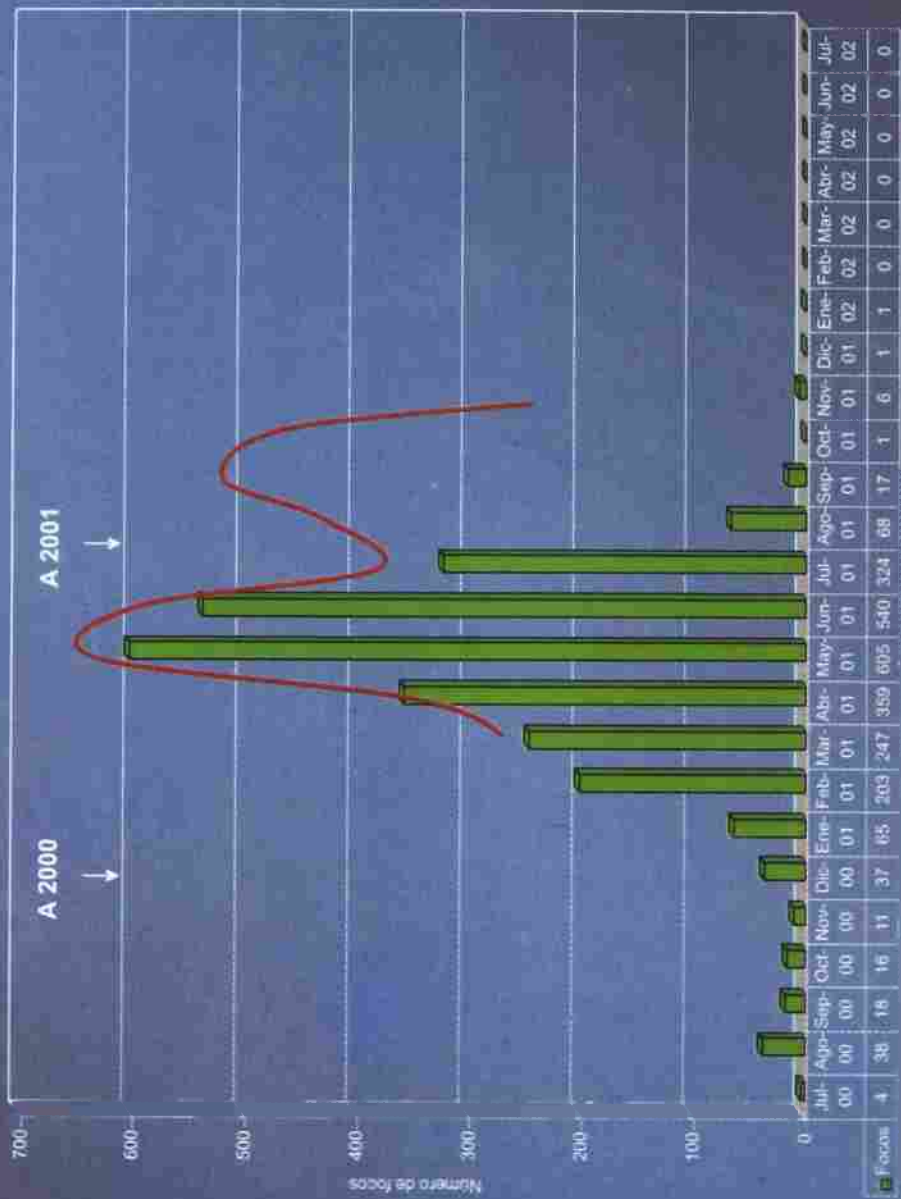 A 2000
A 2001
Número de focos
700
600
500
400
300
200
100
0
Jul- Ago- Sep- Oct- Nov- Dic- Ene- Feb- Mar- Abr- May- Jun- Jul- Ago- Sep- Oct- Nov- Dic- Ene- Feb- Mar- Abr- May- Jun- Jul-
00 00 00 00 00 00 01 01 01 01 01 01 01 01 01 01 01 01 02 02 02 02 02 02 02
Focos 4 38 18 16 11 37 65 203 247 359 605 540 324 68 17 1 6 1 1 0 0 0 0 0 0